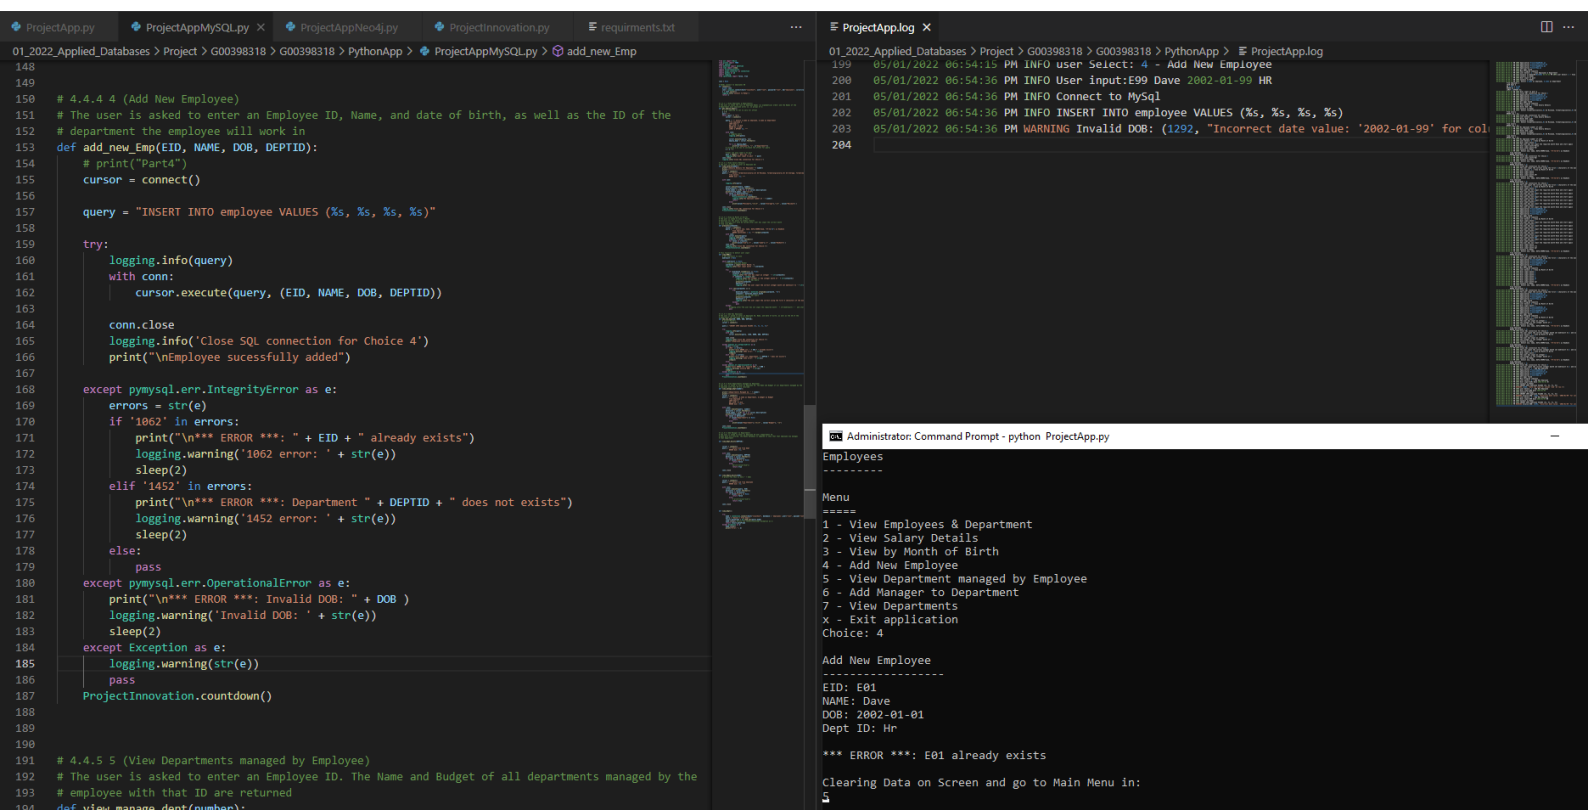 ProjectApp.py
ProjectAppMySQL.py ×
ProjectAppNeo4j.py
ProjectInnovation.py
requirments.txt
...
01_2022_Applied_Databases > Project > G00398318 > G00398318 > PythonApp > ProjectAppMySQL.py > add_new_Emp
148
149
150 # 4.4.4 4 (Add New Employee)
151 # The user is asked to enter an Employee ID, Name, and date of birth, as well as the ID of the
152 # department the employee will work in
153 def add_new_Emp(EID, NAME, DOB, DEPTID):
154 # print("Part4")
155 cursor = connect()
156
157 query = "INSERT INTO employee VALUES (%s, %s, %s, %s)"
158
159 try:
160 logging.info(query)
161 with conn:
162 cursor.execute(query, (EID, NAME, DOB, DEPTID))
163
164 conn.close
165 logging.info('Close SQL connection for Choice 4')
166 print("\nEmployee sucessfully added")
167
168 except pymysql.err.IntegrityError as e:
169 errors = str(e)
170 if '1062' in errors:
171 print("\n*** ERROR ***: " + EID + " already exists")
172 logging.warning('1062 error: ' + str(e))
173 sleep(2)
174 elif '1452' in errors:
175 print("\n*** ERROR ***: Department " + DEPTID + " does not exists")
176 logging.warning('1452 error: ' + str(e))
177 sleep(2)
178 else:
179 pass
180 except pymysql.err.OperationalError as e:
181 print("\n*** ERROR ***: Invalid DOB: " + DOB )
182 logging.warning('Invalid DOB: ' + str(e))
183 sleep(2)
184 except Exception as e:
185 logging.warning(str(e))
186 pass
187 ProjectInnovation.countdown()
188
189
190
191 # 4.4.5 5 (View Departments managed by Employee)
192 # The user is asked to enter an Employee ID. The Name and Budget of all departments managed by the
193 # employee with that ID are returned
194 def view_manage_dept(number):
ProjectApp.log ×
...
01_2022_Applied_Databases > Project > G00398318 > G00398318 > PythonApp > ProjectApp.log
199 05/01/2022 06:54:15 PM INFO user Select: 4 - Add New Employee
200 05/01/2022 06:54:36 PM INFO User input:E99 Dave 2002-01-99 HR
201 05/01/2022 06:54:36 PM INFO Connect to MySql
202 05/01/2022 06:54:36 PM INFO INSERT INTO employee VALUES (%s, %s, %s, %s)
203 05/01/2022 06:54:36 PM WARNING Invalid DOB: (1292, "Incorrect date value: '2002-01-99' for col
204
Administrator: Command Prompt - python ProjectApp.py
Employees
---------
Menu
=====
1 - View Employees & Department
2 - View Salary Details
3 - View by Month of Birth
4 - Add New Employee
5 - View Department managed by Employee
6 - Add Manager to Department
7 - View Departments
x - Exit application
Choice: 4
Add New Employee
------------------
EID: E01
NAME: Dave
DOB: 2002-01-01
Dept ID: Hr
*** ERROR ***: E01 already exists
Clearing Data on Screen and go to Main Menu in:
5